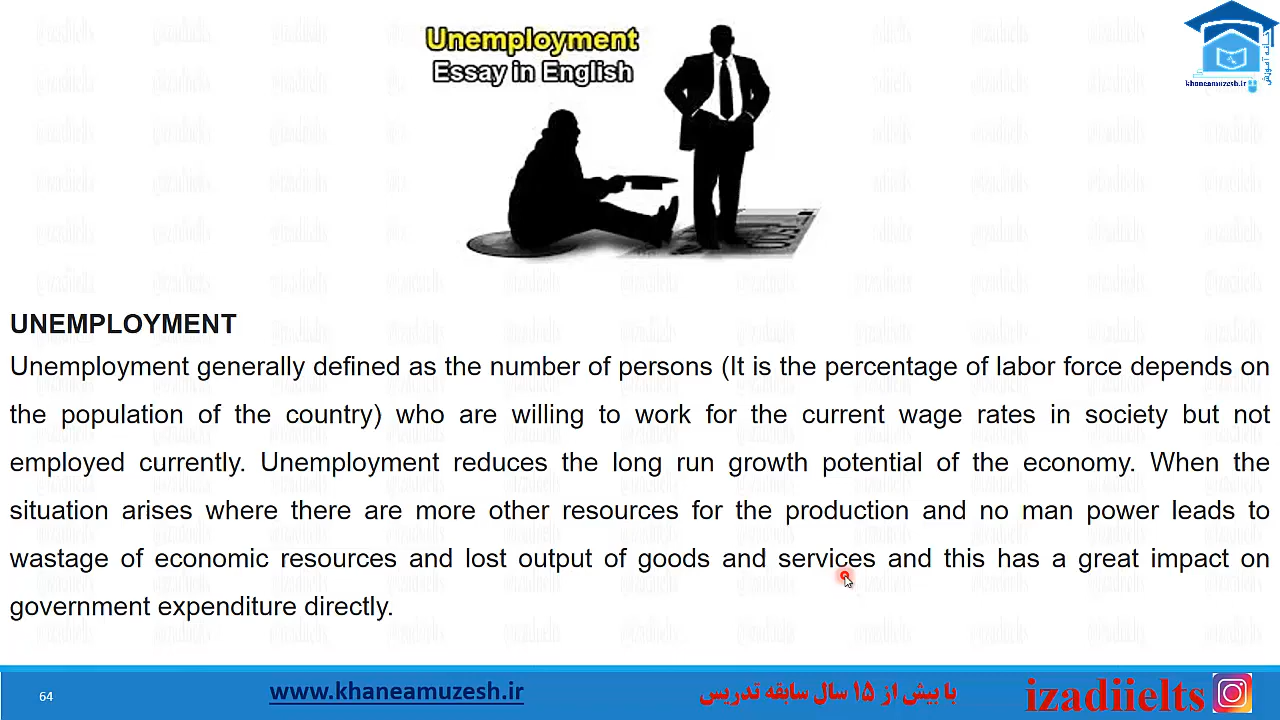 Unemployment
Essay in English
خانه آموزش
khaneamuzesh.ir
UNEMPLOYMENT
Unemployment generally defined as the number of persons (It is the percentage of labor force depends on
the population of the country) who are willing to work for the current wage rates in society but not
employed currently. Unemployment reduces the long run growth potential of the economy. When the
situation arises where there are more other resources for the production and no man power leads to
wastage of economic resources and lost output of goods and services and this has a great impact on
government expenditure directly.
64
www.khaneamuzesh.ir
با بیش از ۱۵ سال سابقه تدریس
izadiielts